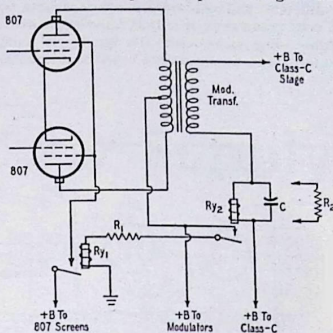 807
+B To
Class-C
Stage
Mod.
Transf.
807
Ry2
C
R2
R1
Ry1
+B To
807 Screens
+B To
Modulators
+B To
Class-C